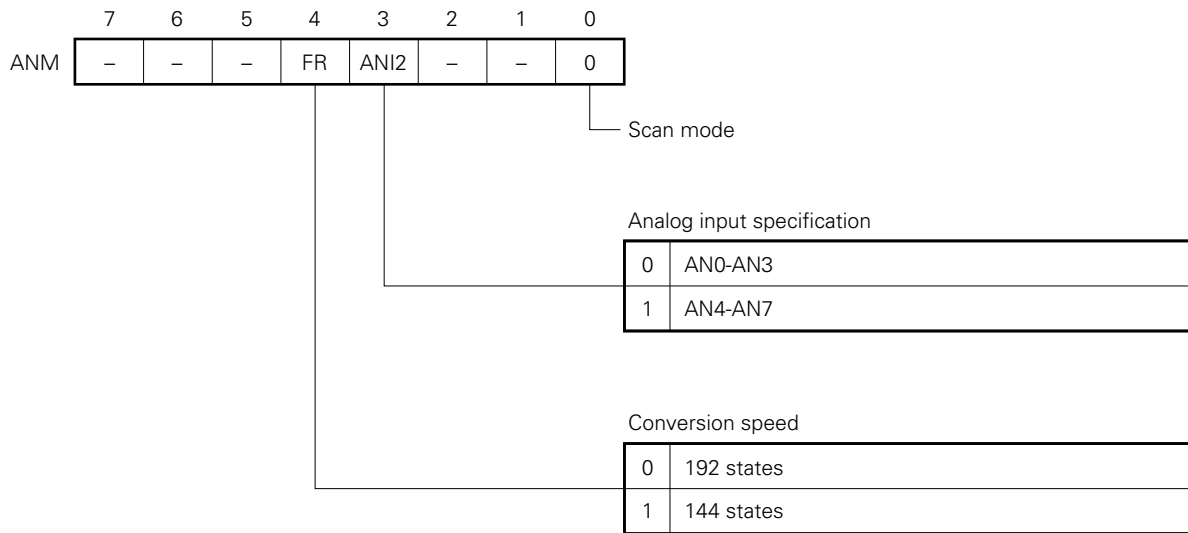 7 6 5 4 3 2 1 0
ANM – – – FR ANI2 – – 0
Scan mode
Analog input specification
0 AN0-AN3
1 AN4-AN7
Conversion speed
0 192 states
1 144 states